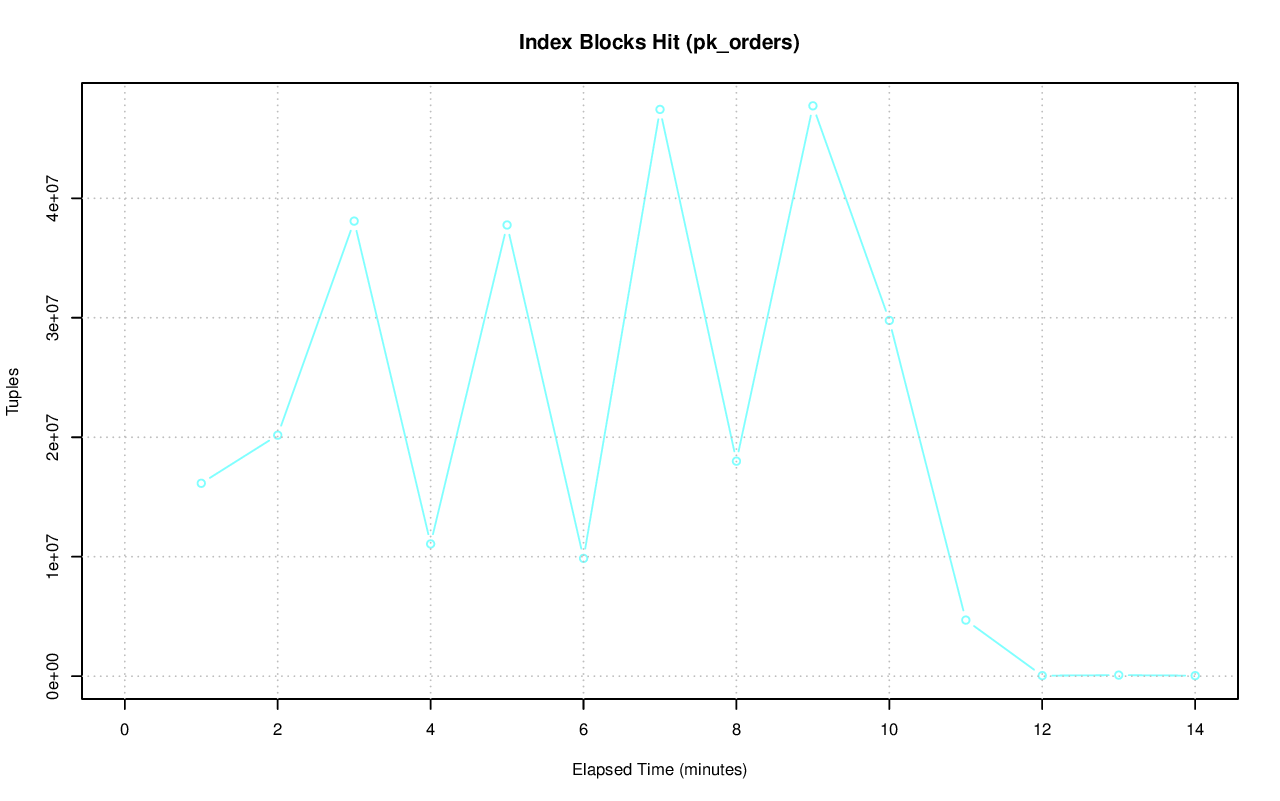 Index Blocks Hit (pk_orders)
Tuples
4e+07
3e+07
2e+07
1e+07
0e+00
0 2 4 6 8 10 12 14
Elapsed Time (minutes)